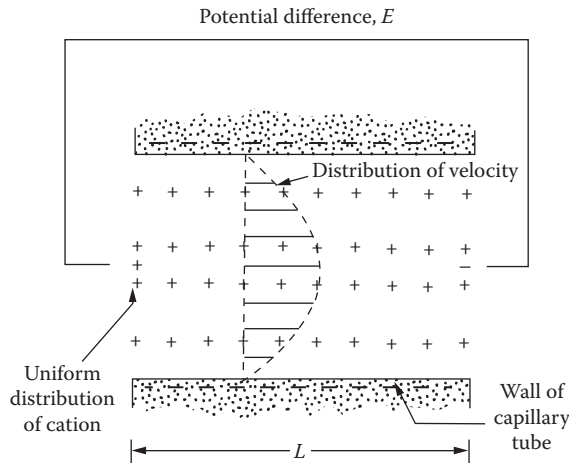 Potential difference, E
Distribution of velocity
Uniform
distribution
of cation
Wall of
capillary
tube
L